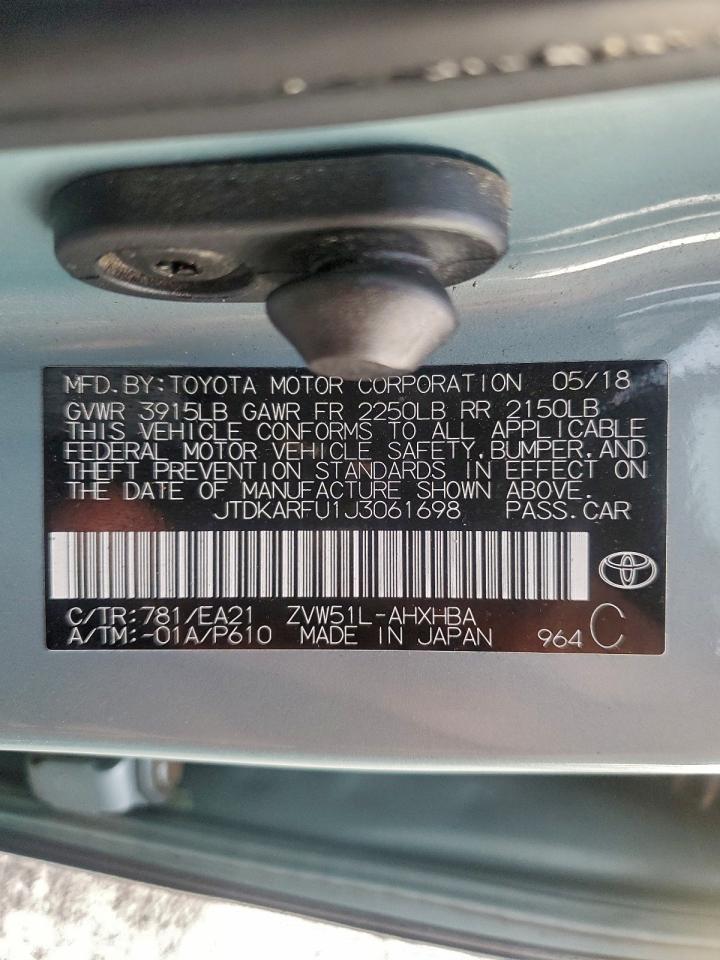 MFD. BY: TOYOTA MOTOR CORPORATION 05/18
GVWR 3915LB GAWR FR 2250LB RR 2150LB
THIS VEHICLE CONFORMS TO ALL APPLICABLE
FEDERAL MOTOR VEHICLE SAFETY, BUMPER, AND
THEFT PREVENTION STANDARDS IN EFFECT ON
THE DATE OF MANUFACTURE SHOWN ABOVE.
JTDKARFU1J3061698 PASS. CAR
C/TR: 781/EA21 ZVW51L-AHXHBA
A/TM: -01A/P610 MADE IN JAPAN 964 C